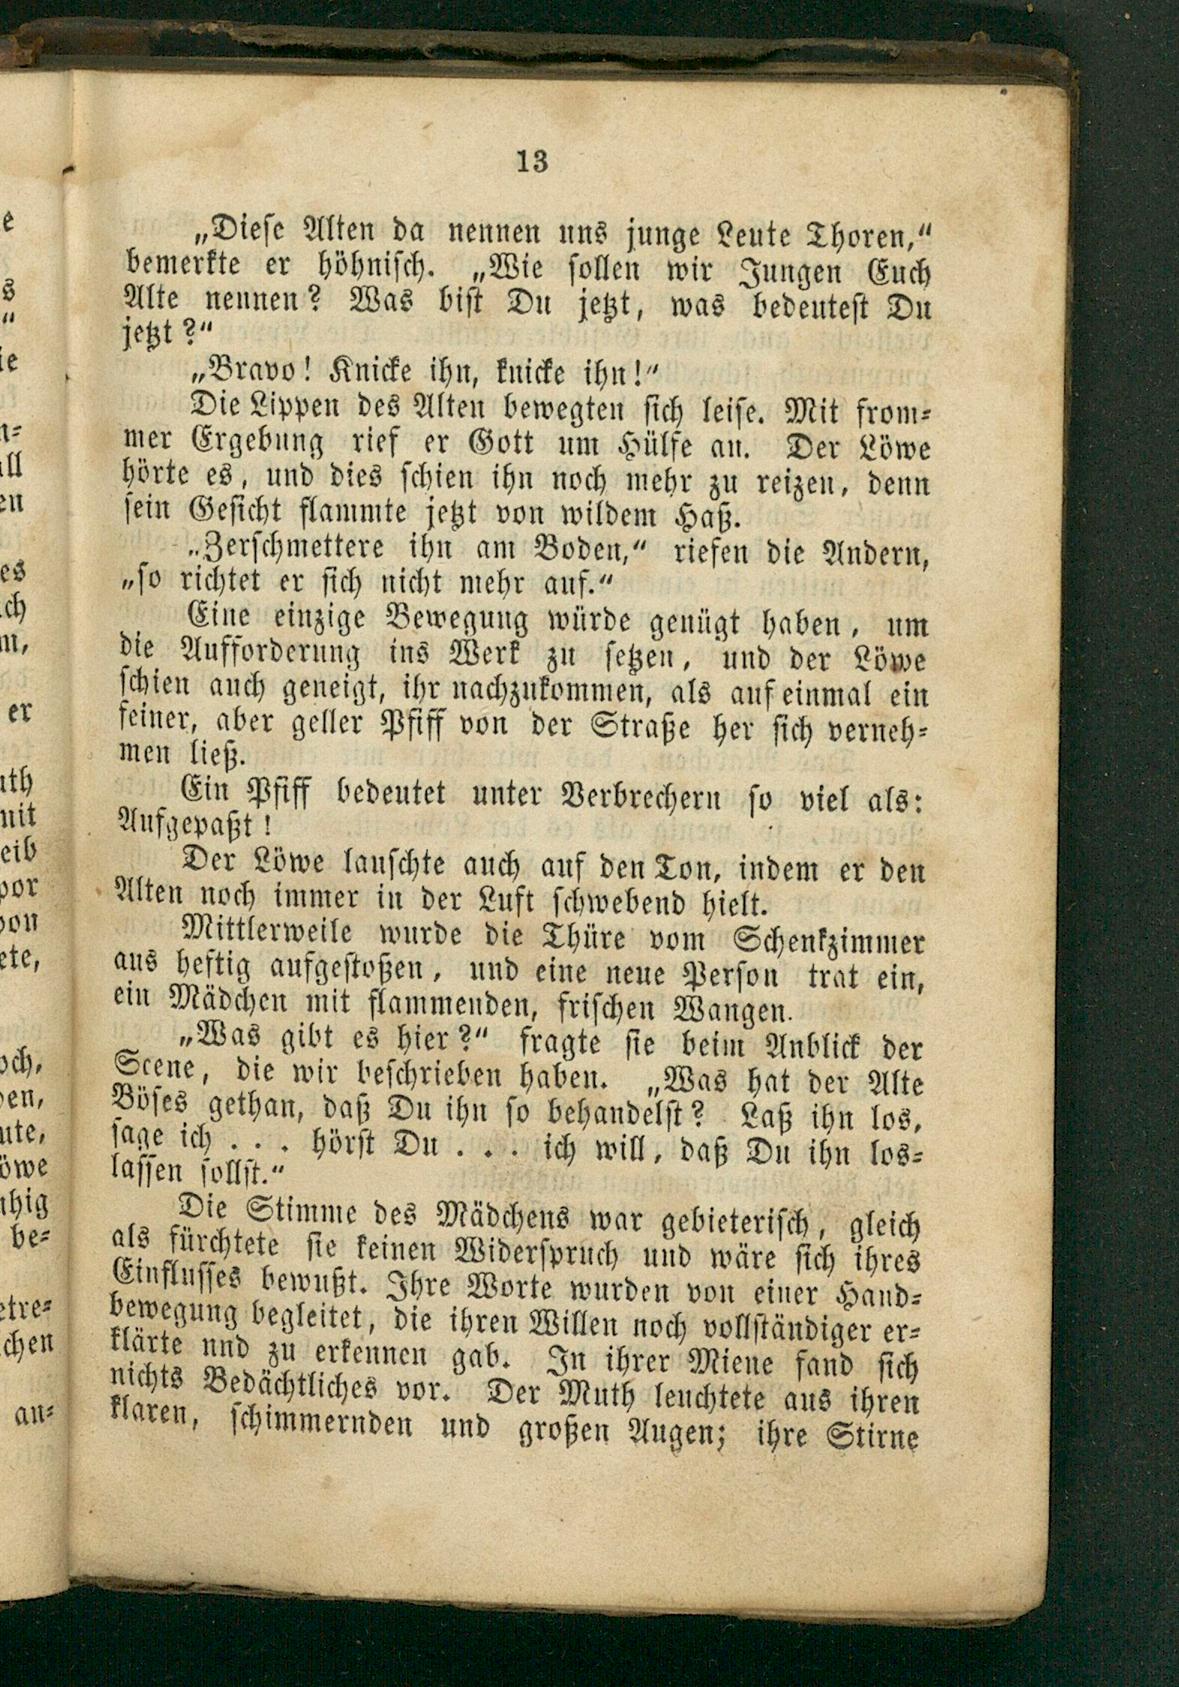 13
„Diese Alten da nennen uns junge Leute Thoren,“
bemerkte er höhnisch. „Wie sollen wir Jungen Euch
Alte nennen? Was bist Du jetzt, was bedeutest Du
jetzt?“
„Bravo! Knicke ihn, knicke ihn!“
Die Lippen des Alten bewegten sich leise. Mit from-
mer Ergebung rief er Gott um Hülfe an. Der Löwe
hörte es, und dies schien ihn noch mehr zu reizen, denn
sein Gesicht flammte jetzt von wildem Haß.
„Zerschmettere ihn am Boden,“ riefen die Andern,
„so richtet er sich nicht mehr auf.“
Eine einzige Bewegung würde genügt haben, um
die Aufforderung ins Werk zu setzen, und der Löwe
schien auch geneigt, ihr nachzukommen, als auf einmal ein
feiner, aber geller Pfiff von der Straße her sich verneh-
men ließ.
Ein Pfiff bedeutet unter Verbrechern so viel als:
Aufgepaßt!
Der Löwe lauschte auch auf den Ton, indem er den
Alten noch immer in der Luft schwebend hielt.
Mittlerweile wurde die Thüre vom Schenkzimmer
aus heftig aufgestoßen, und eine neue Person trat ein,
ein Mädchen mit flammenden, frischen Wangen.
„Was gibt es hier?“ fragte sie beim Anblick der
Scene, die wir beschrieben haben. „Was hat der Alte
Böses gethan, daß Du ihn so behandelst? Laß ihn los,
sage ich . . . hörst Du . . . ich will, daß Du ihn los-
lassen sollst.“
Die Stimme des Mädchens war gebieterisch, gleich
als fürchtete sie keinen Widerspruch und wäre sich ihres
Einflusses bewußt. Ihre Worte wurden von einer Hand-
bewegung begleitet, die ihren Willen noch vollständiger er-
klärte und zu erkennen gab. In ihrer Miene fand sich
nichts Bedächtliches vor. Der Muth leuchtete aus ihren
klaren, schimmernden und großen Augen; ihre Stirne